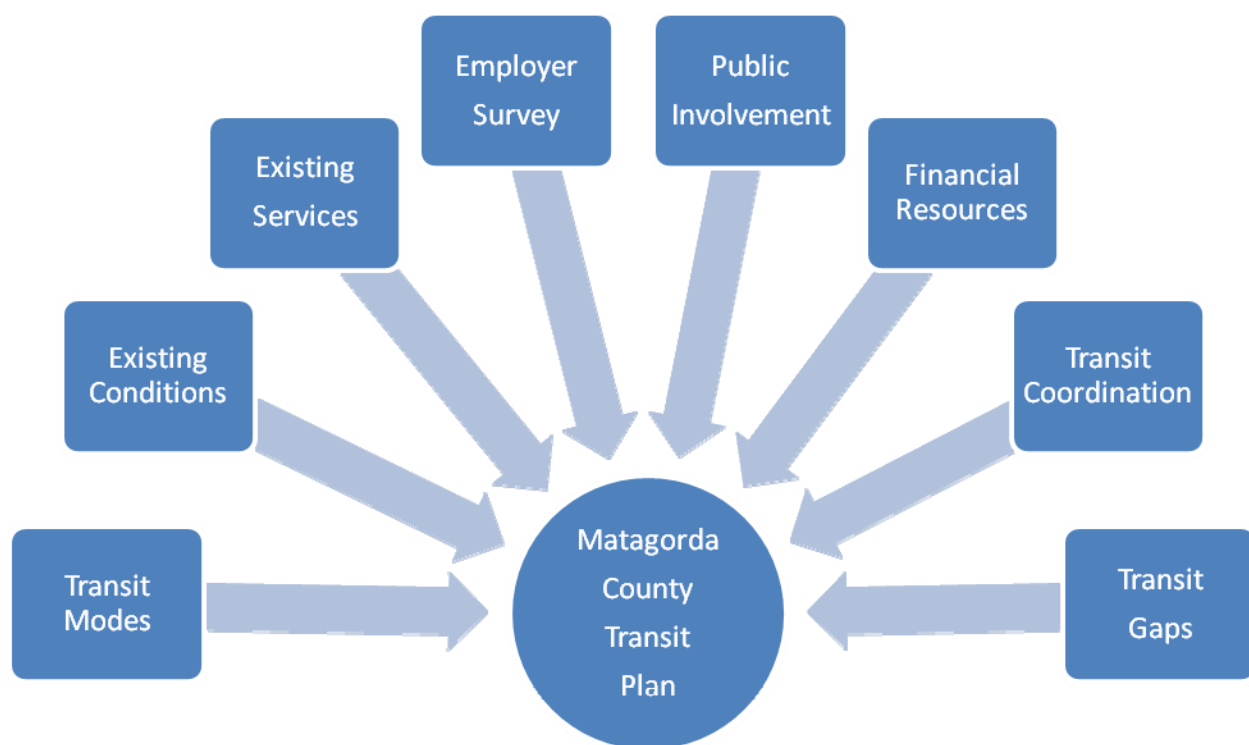 Employer
Survey
Public
Involvement
Existing
Services
Financial
Resources
Existing
Conditions
Transit
Coordination
Transit
Modes
Matagorda
County
Transit
Plan
Transit
Gaps